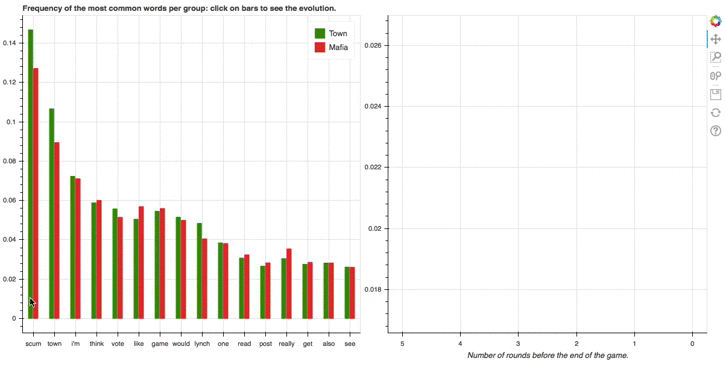 Frequency of the most common words per group: click on bars to see the evolution.
Town
Mafia
0.14
0.12
0.1
0.08
0.06
0.04
0.02
0
scum town i'm think vote like game would lynch one read post really get also see
0.026
0.024
0.022
0.02
0.018
5 4 3 2 1 0
Number of rounds before the end of the game.